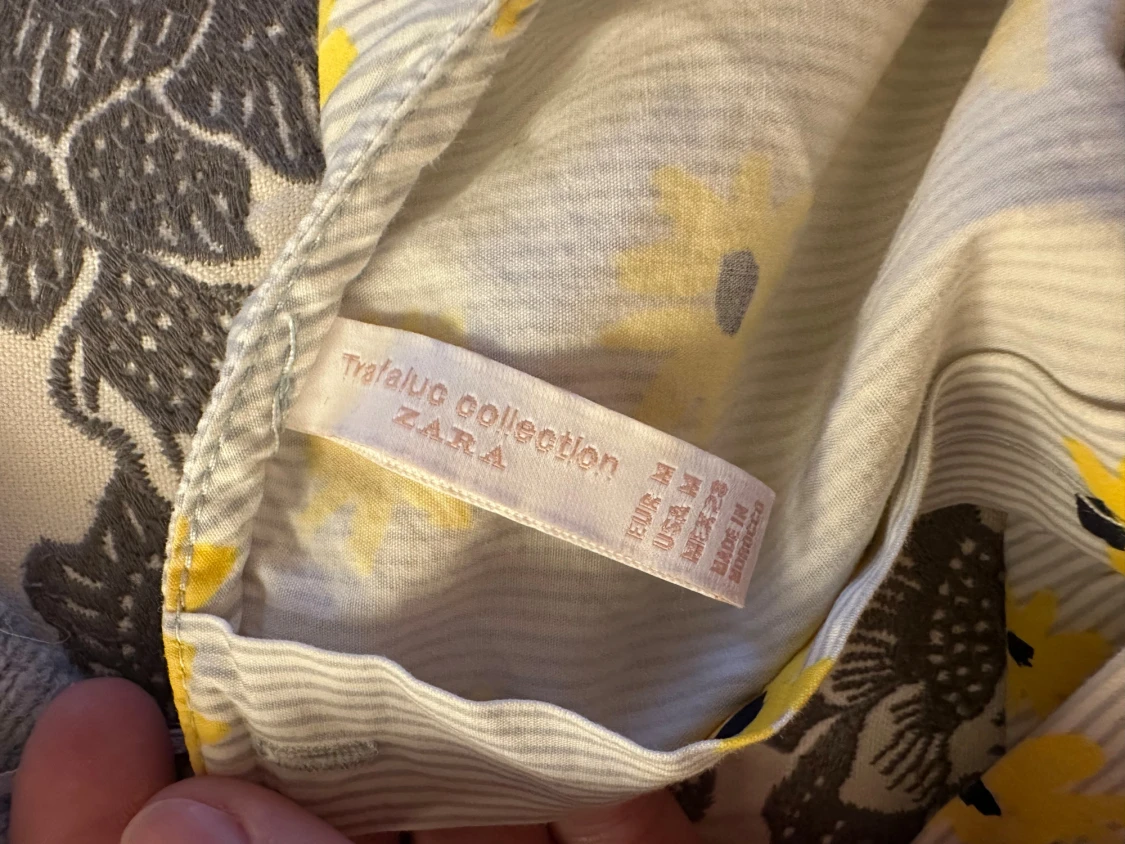 Trafaluc collection
ZARA
EUR M
USA M
MEX 28
MADE IN
MOROCCO